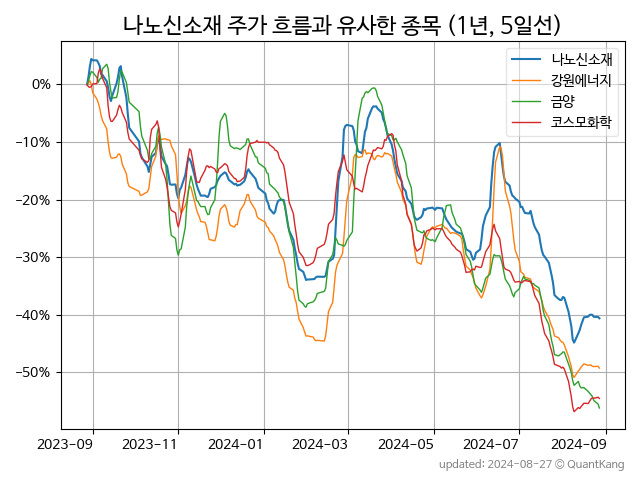 나노신소재 주가 흐름과 유사한 종목 (1년, 5일선)
나노신소재
강원에너지
금양
코스모화학
0%
−10%
−20%
−30%
−40%
−50%
2023-09 2023-11 2024-01 2024-03 2024-05 2024-07 2024-09
updated: 2024-08-27 © QuantKang